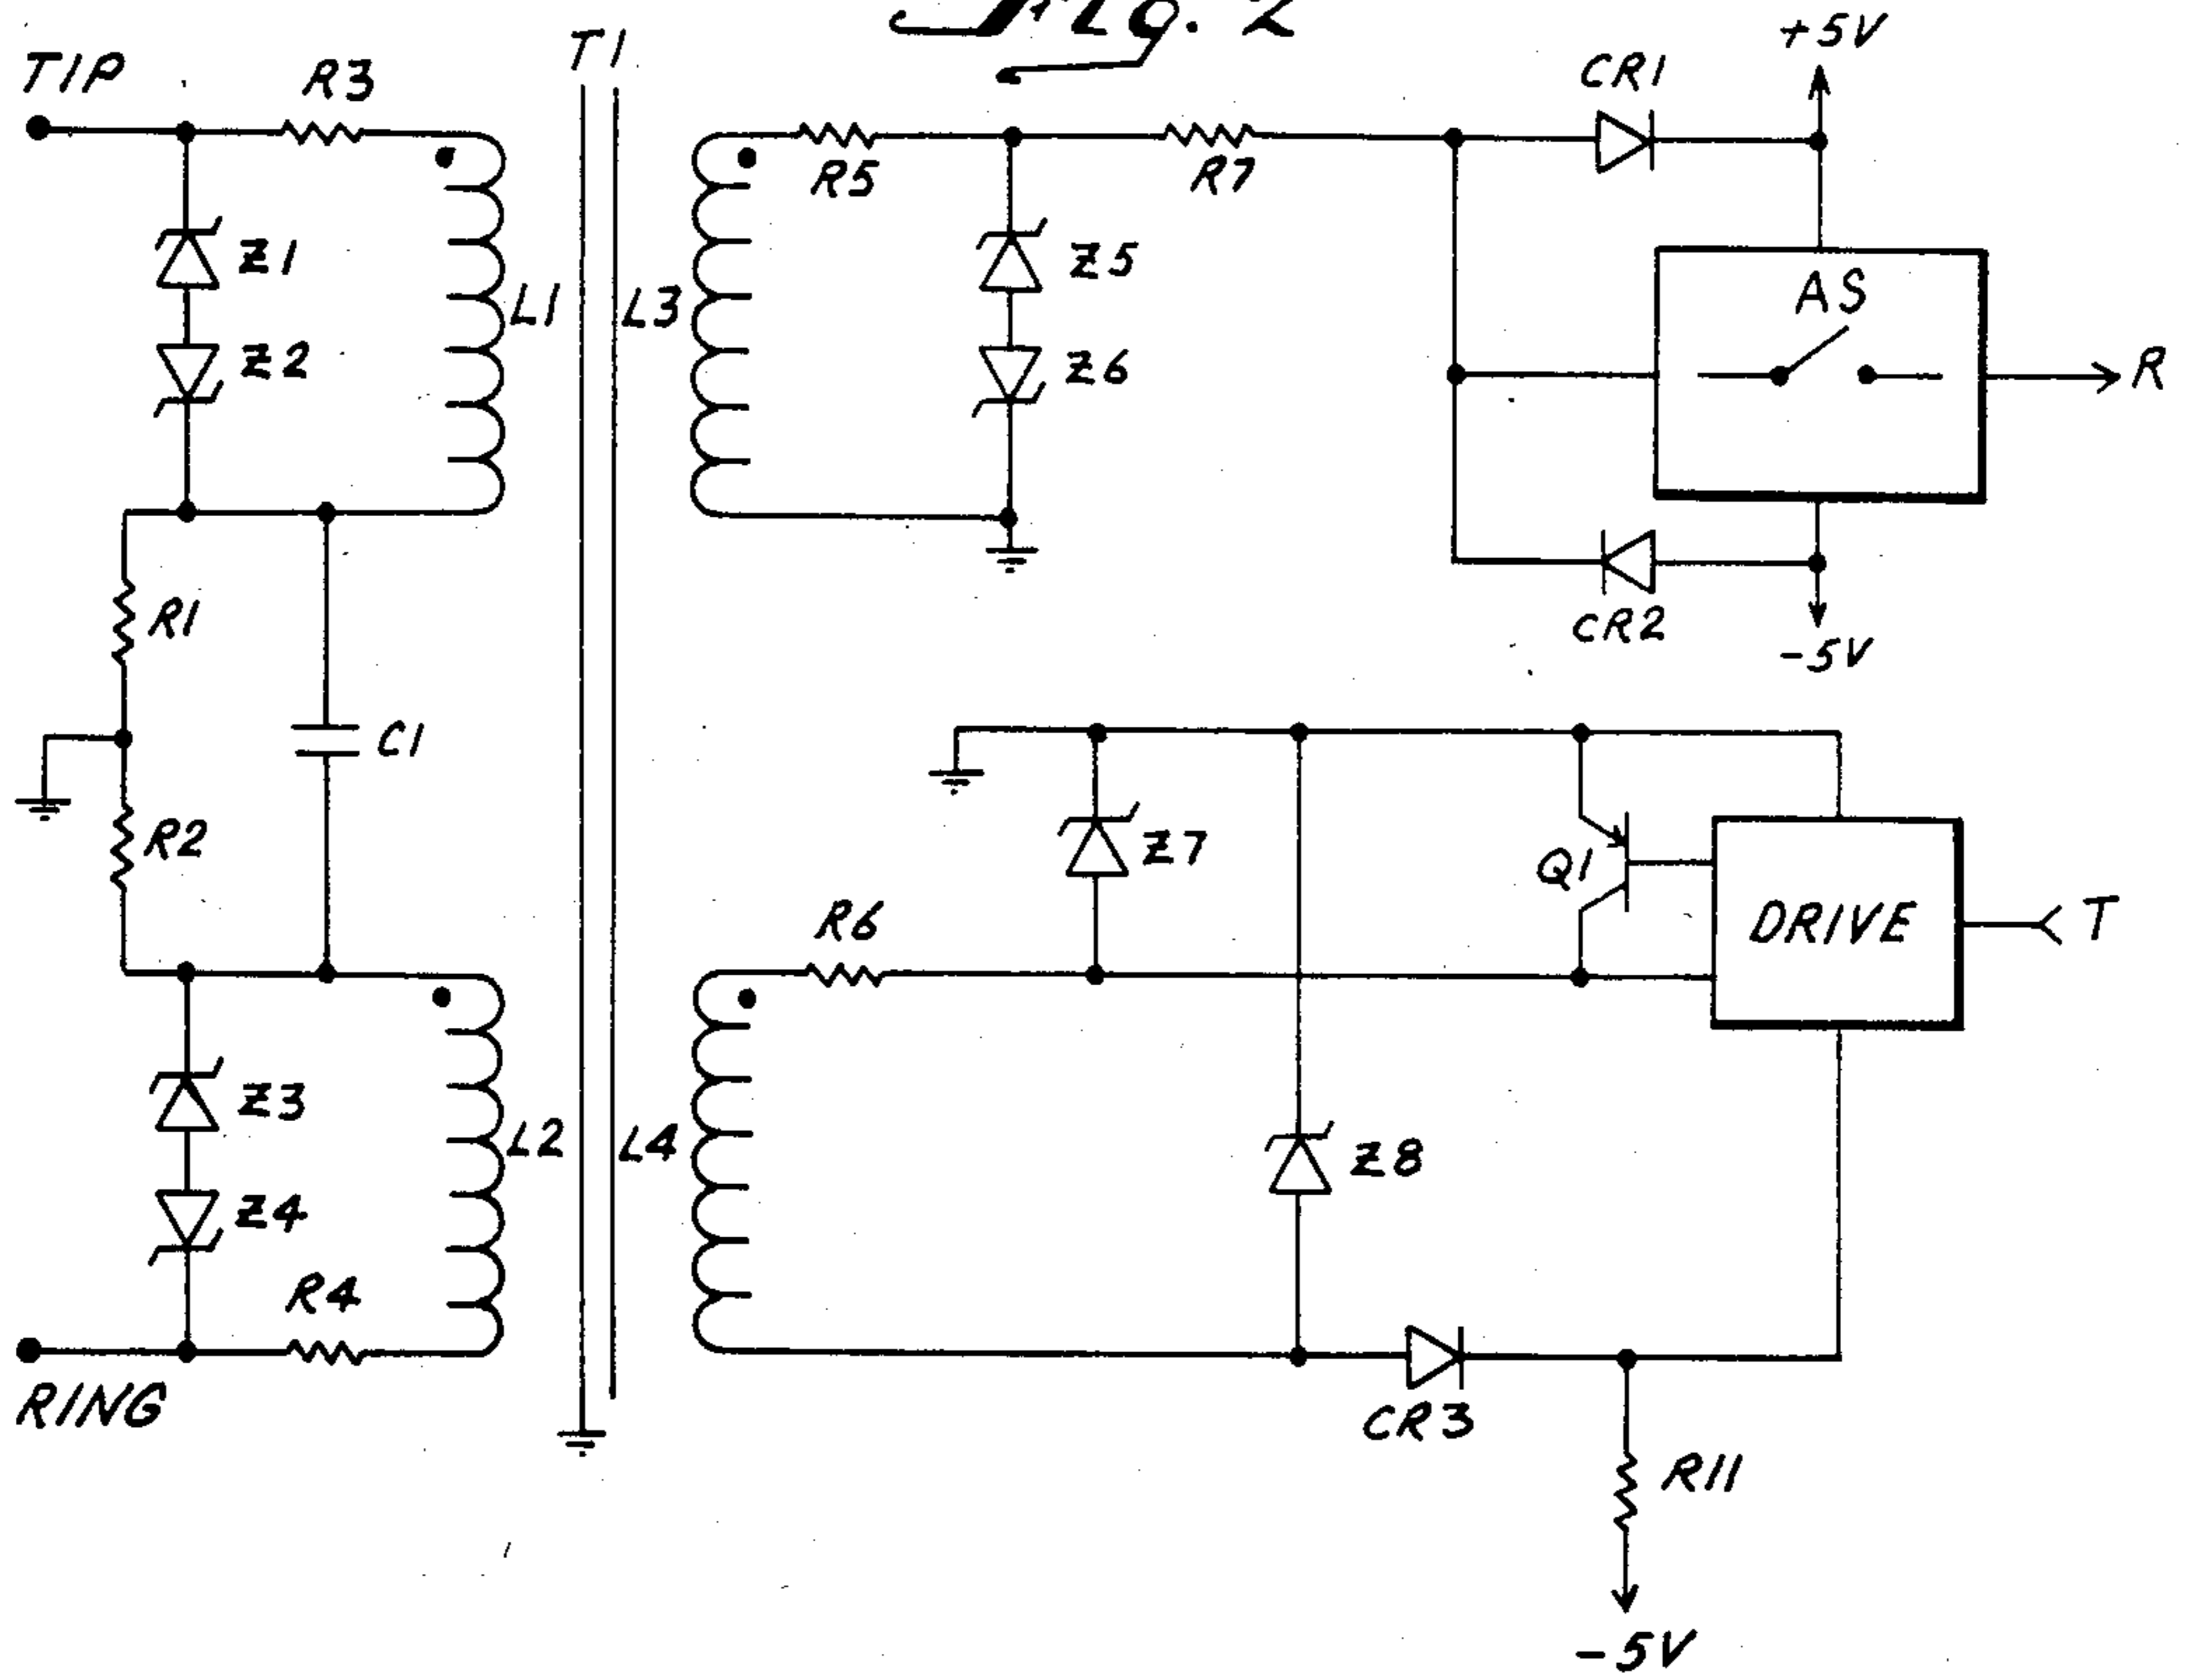 Fig. 2
TIP
R3
T1
CR1
+5V
R5
R7
Z1
Z5
AS
L1
L3
Z2
Z6
R
R1
CR2
-5V
C1
R2
Z7
Q1
DRIVE
T
R6
Z3
L2
L4
Z8
Z4
R4
RING
CR3
R11
-5V